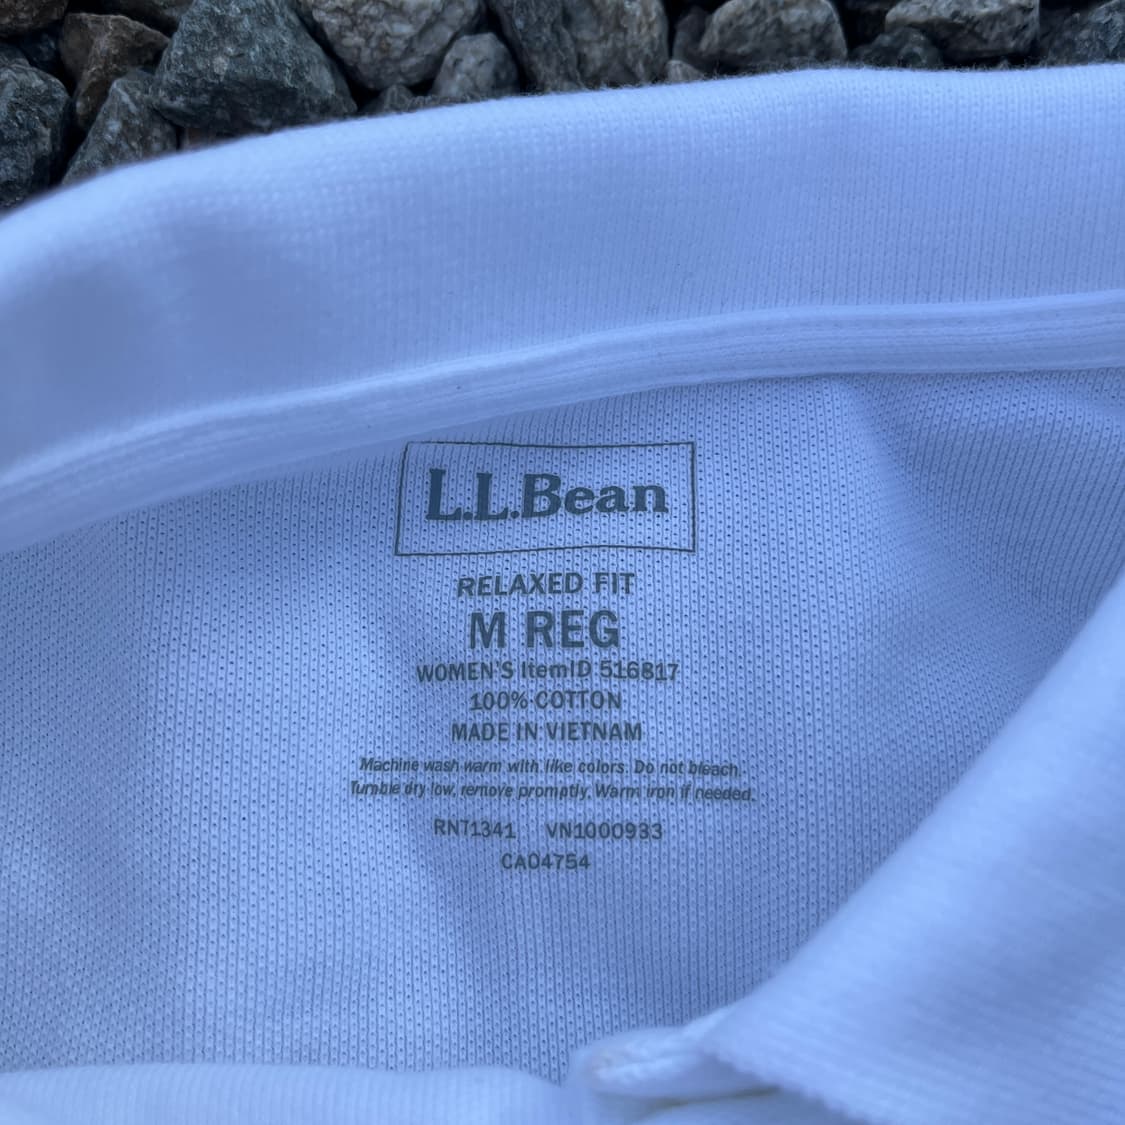 L.L.Bean
RELAXED FIT
M REG
WOMEN'S ItemID 516817
100% COTTON
MADE IN VIETNAM
Machine wash warm with like colors. Do not bleach.
Tumble dry low, remove promptly. Warm iron if needed.
RN71341 VN1000933
CA04754